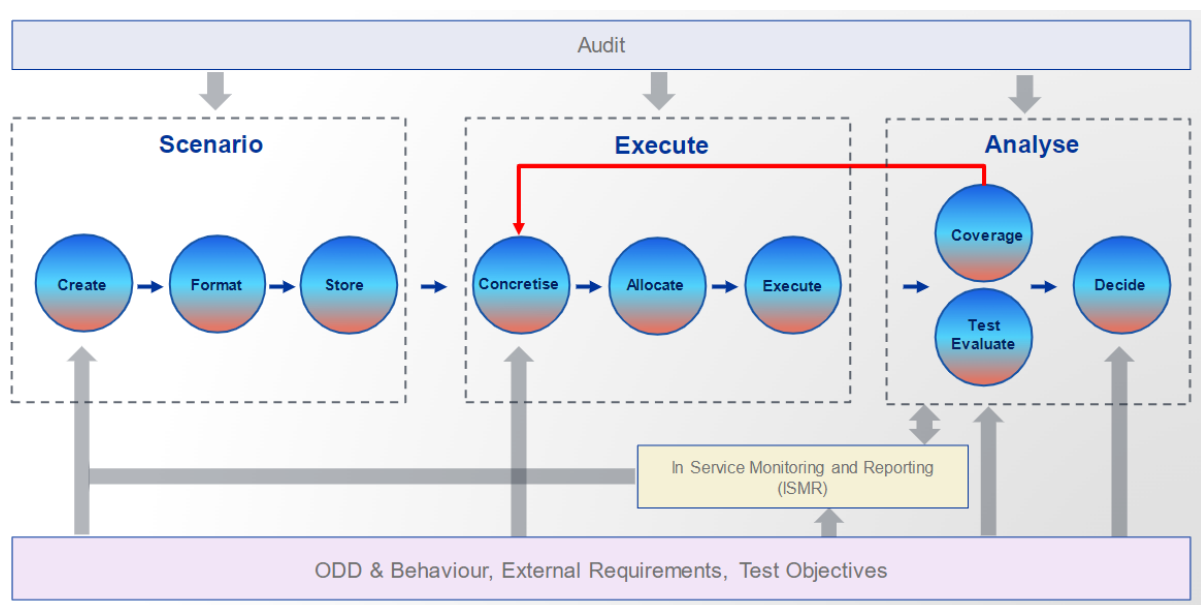 Audit
Scenario
Execute
Analyse
Create
Format
Store
Concretise
Allocate
Execute
Coverage
Test
Evaluate
Decide
In Service Monitoring and Reporting
(ISMR)
ODD & Behaviour, External Requirements, Test Objectives